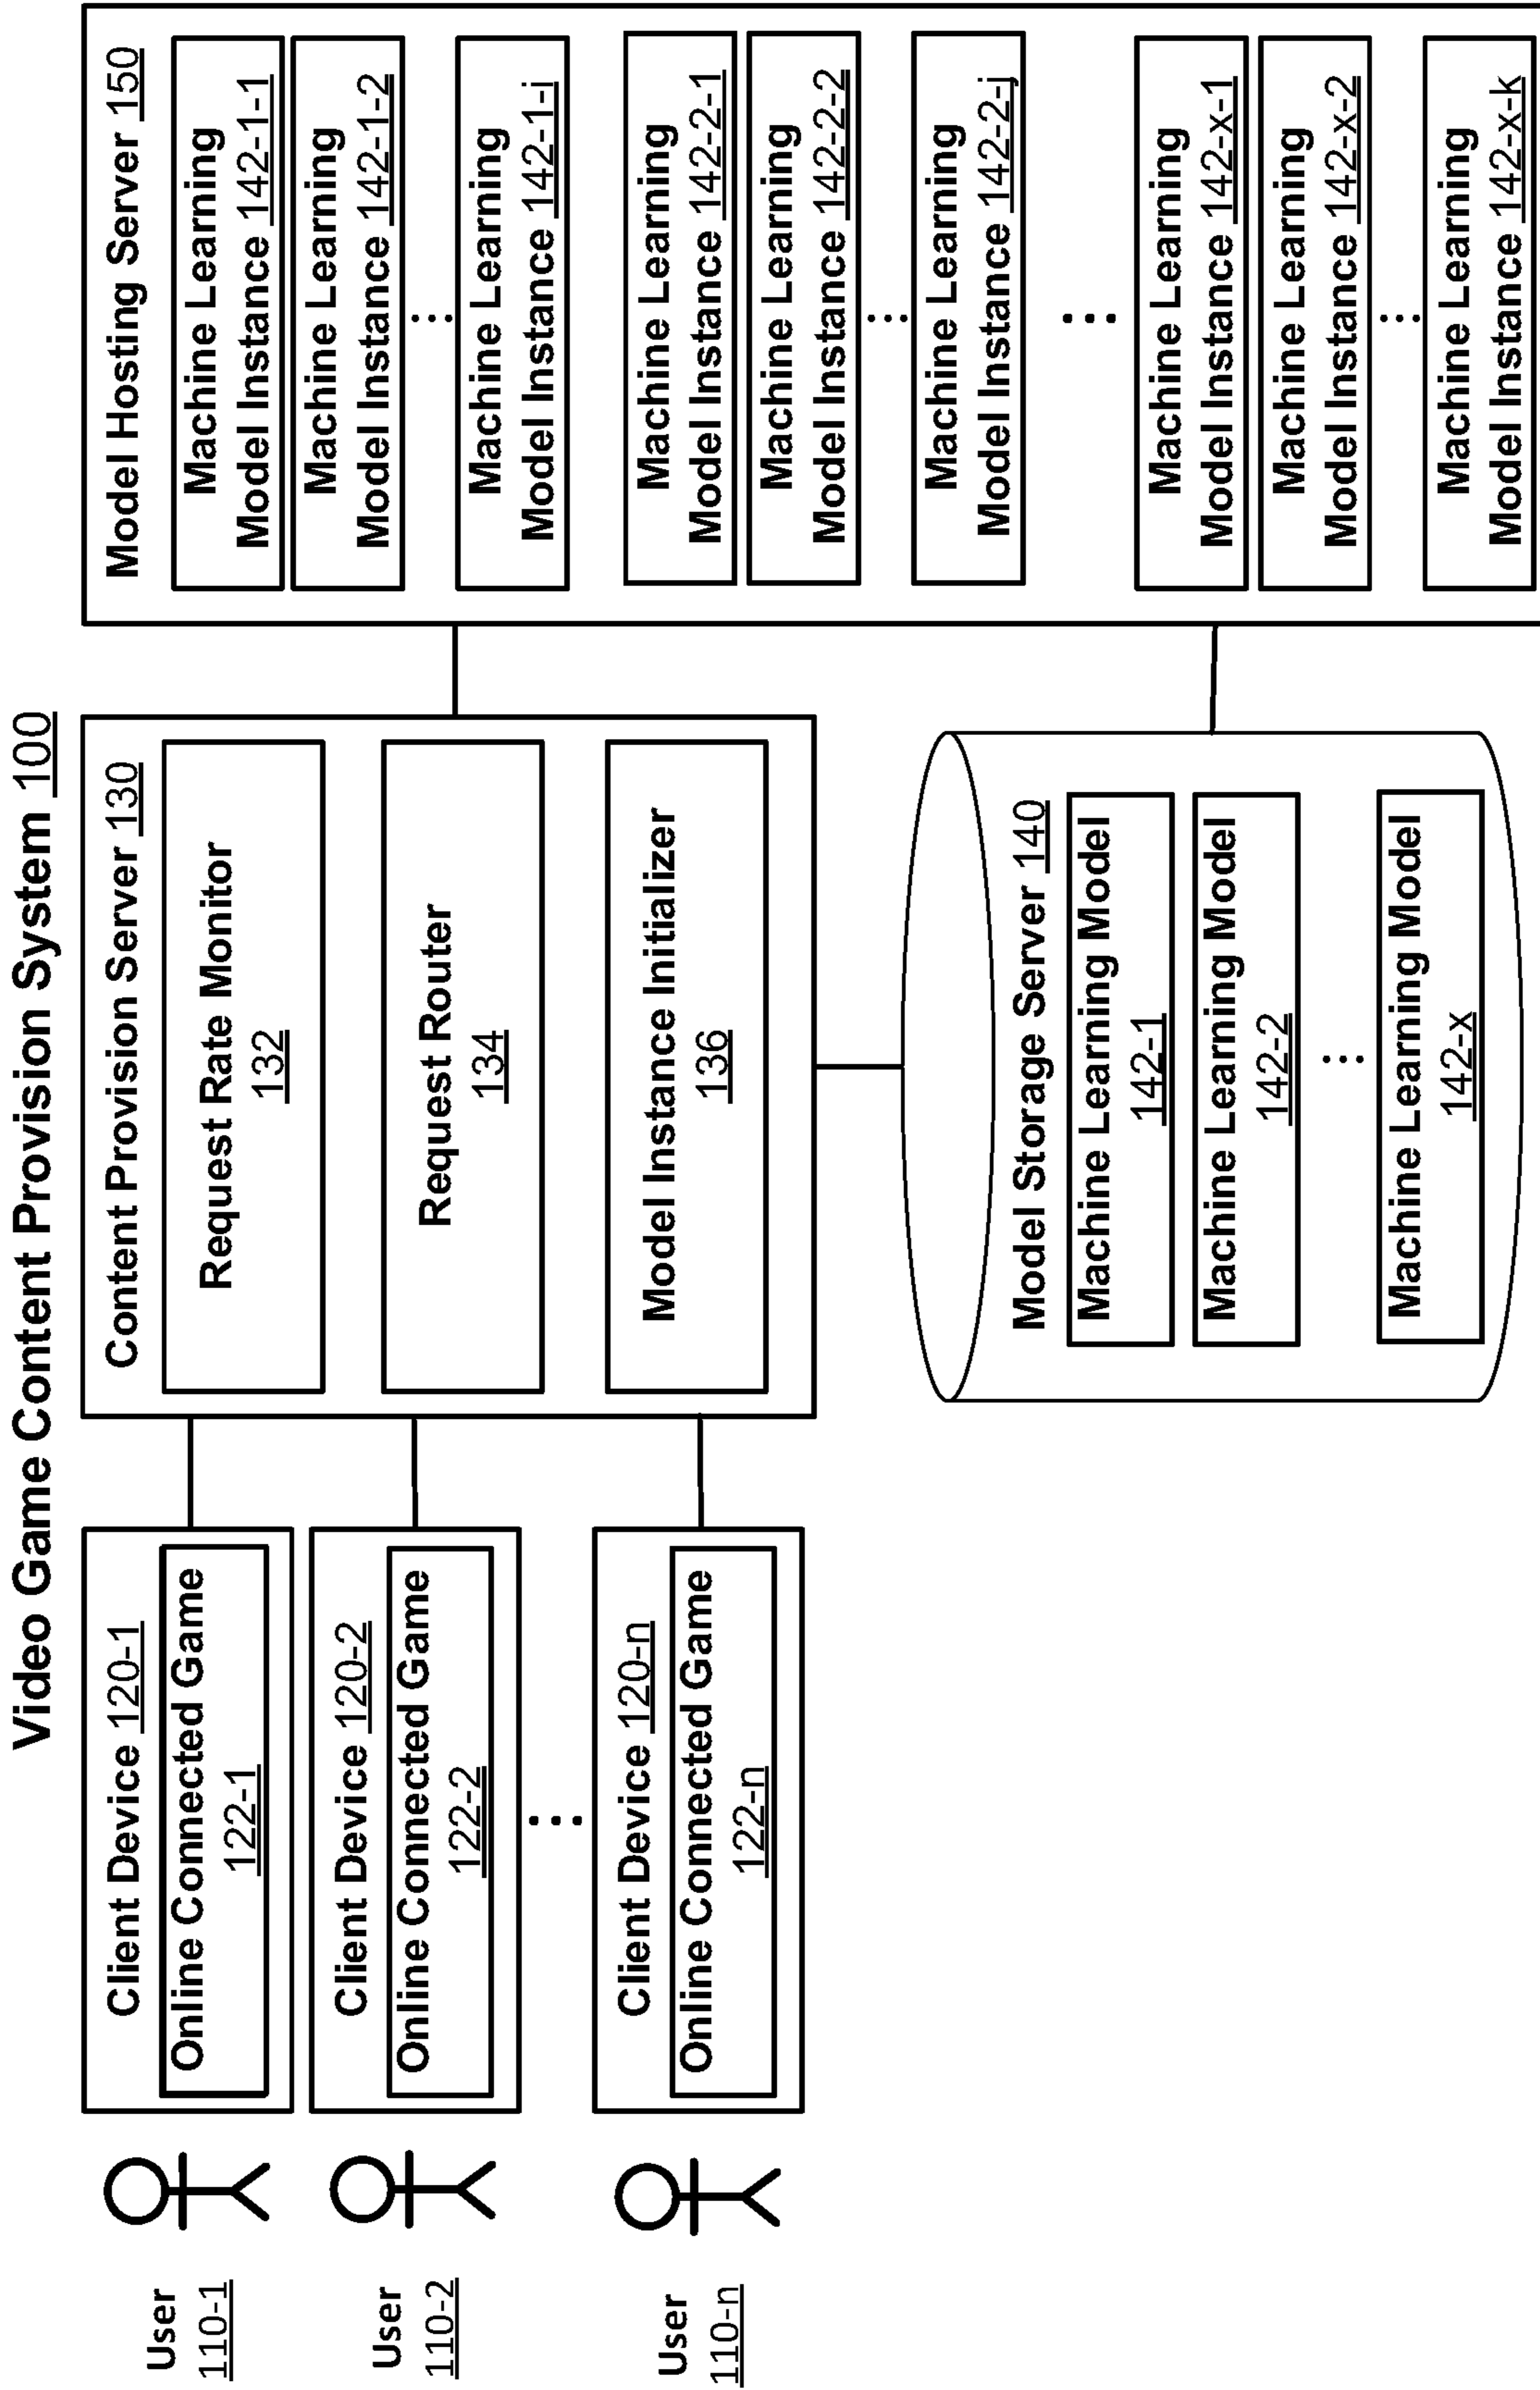 Video Game Content Provision System 100
User
110-1
User
110-2
User
110-n
Client Device 120-1
Online Connected Game
122-1
Client Device 120-2
Online Connected Game
122-2
...
Client Device 120-n
Online Connected Game
122-n
Content Provision Server 130
Request Rate Monitor
132
Request Router
134
Model Instance Initializer
136
Model Storage Server 140
Machine Learning Model
142-1
Machine Learning Model
142-2
...
Machine Learning Model
142-x
Model Hosting Server 150
Machine Learning
Model Instance 142-1-1
Machine Learning
Model Instance 142-1-2
...
Machine Learning
Model Instance 142-1-i
Machine Learning
Model Instance 142-2-1
Machine Learning
Model Instance 142-2-2
...
Machine Learning
Model Instance 142-2-j
...
Machine Learning
Model Instance 142-x-1
Machine Learning
Model Instance 142-x-2
...
Machine Learning
Model Instance 142-x-k